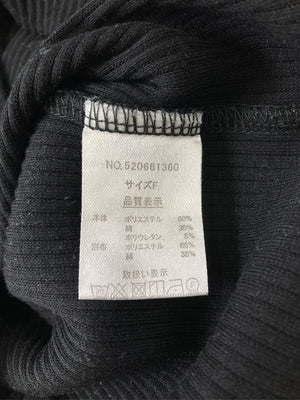 NO.520661360
サイズF
品質表示
本体 ポリエステル 60%
綿 35%
ポリウレタン 5%
別布 ポリエステル 65%
綿 35%
取扱い表示